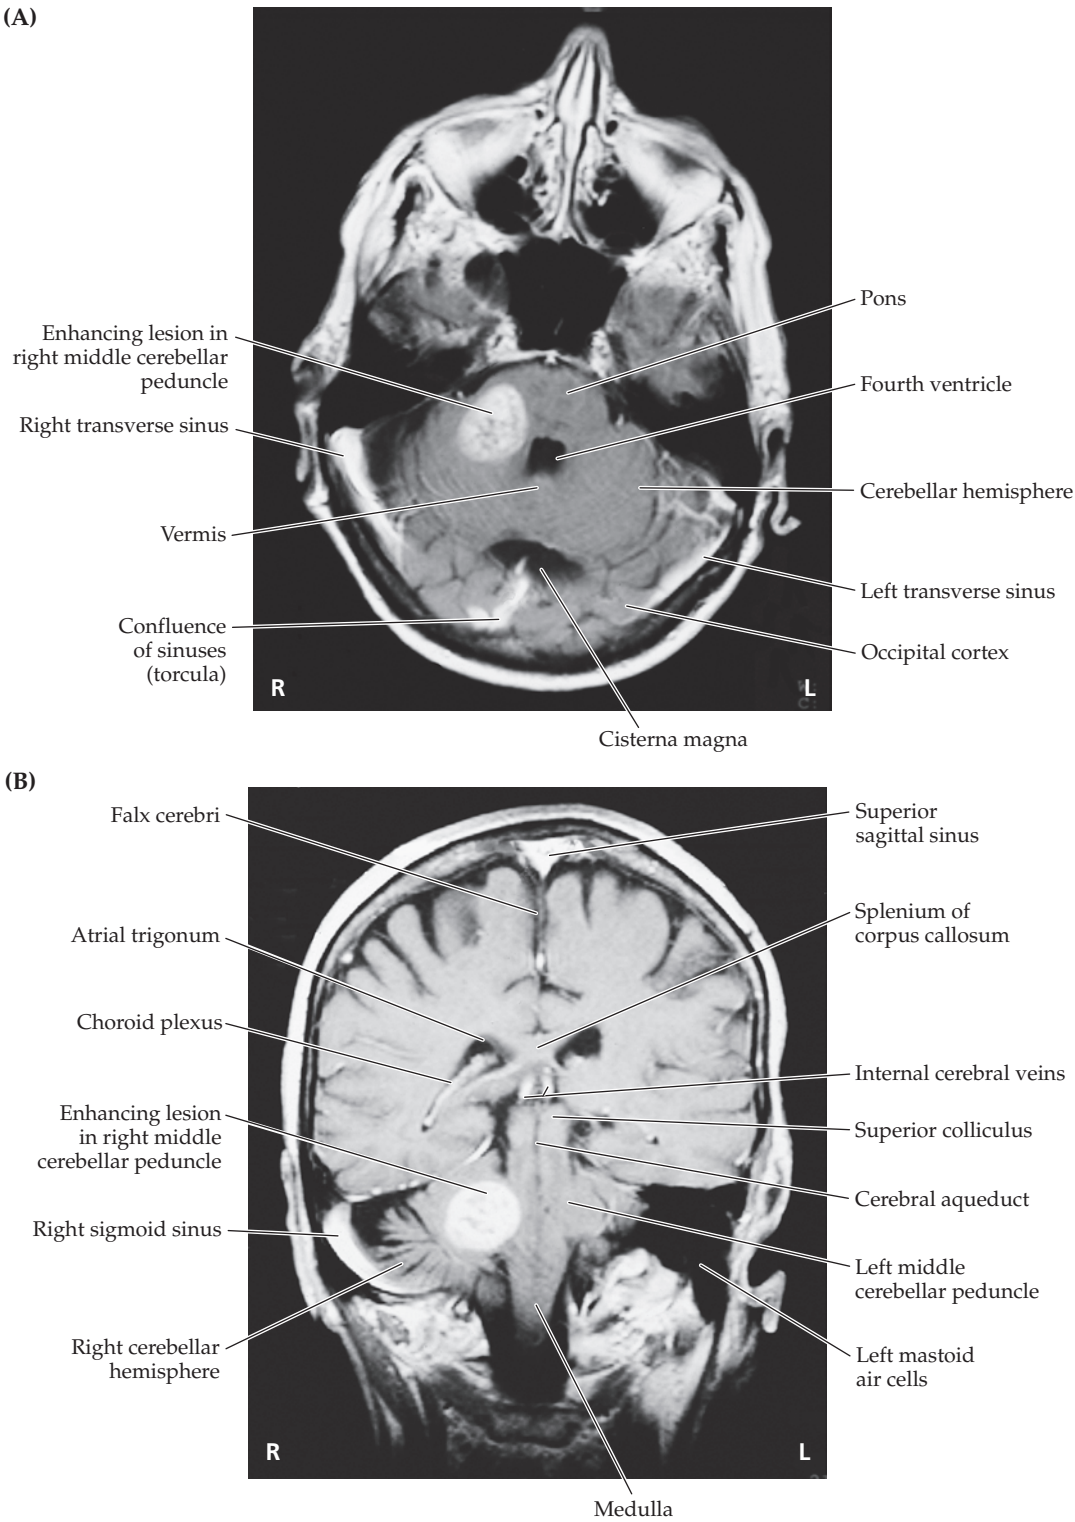 (A)
Enhancing lesion in
right middle cerebellar
peduncle
Right transverse sinus
Vermis
Confluence
of sinuses
(torcula)
Pons
Fourth ventricle
Cerebellar hemisphere
Left transverse sinus
Occipital cortex
R
L
Cisterna magna
(B)
Falx cerebri
Atrial trigonum
Choroid plexus
Enhancing lesion
in right middle
cerebellar peduncle
Right sigmoid sinus
Right cerebellar
hemisphere
Superior
sagittal sinus
Splenium of
corpus callosum
Internal cerebral veins
Superior colliculus
Cerebral aqueduct
Left middle
cerebellar peduncle
Left mastoid
air cells
R
L
Medulla